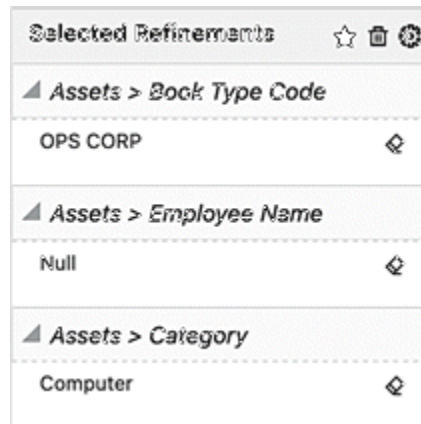 Selected Refinements
Assets > Book Type Code
OPS CORP
Assets > Employee Name
Null
Assets > Category
Computer